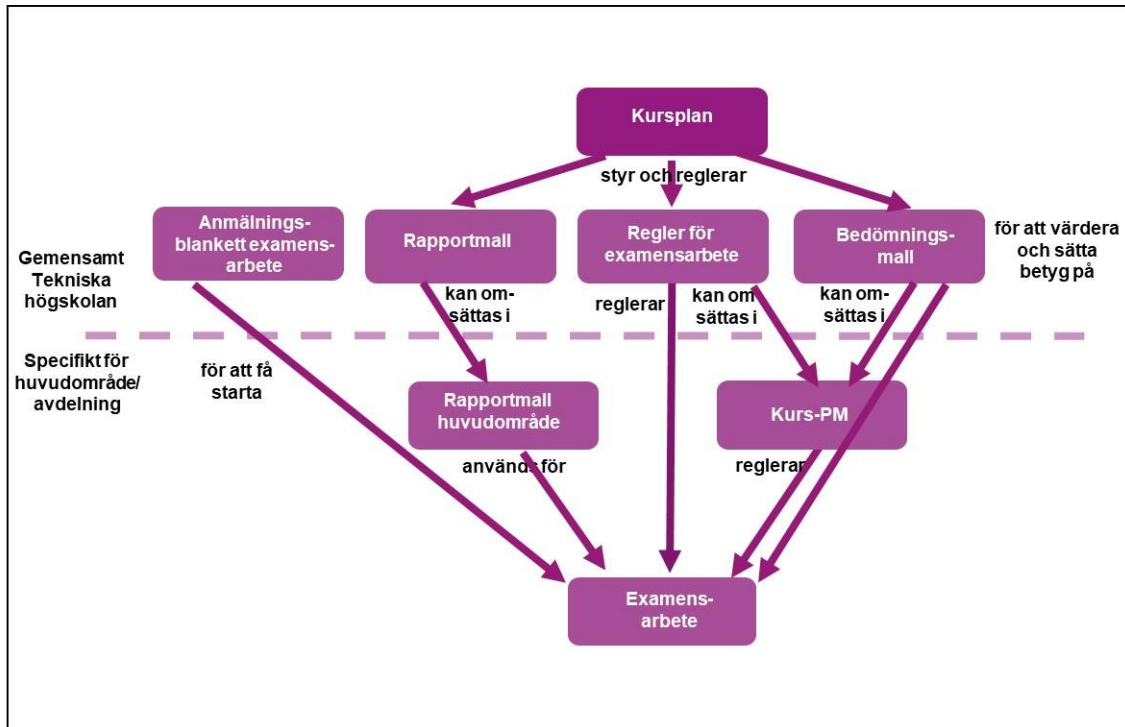 Kursplan
styr och reglerar
Anmälnings-
blankett examens-
arbete
Rapportmall
Regler för
examensarbete
Bedömnings-
mall
för att värdera
och sätta
betyg på
Gemensamt
Tekniska
högskolan
kan om-
sättas i
reglerar
kan om
sättas i
kan om-
sättas i
Specifikt för
huvudområde/
avdelning
för att få
starta
Rapportmall
huvudområde
Kurs-PM
används för
reglerar
Examens-
arbete